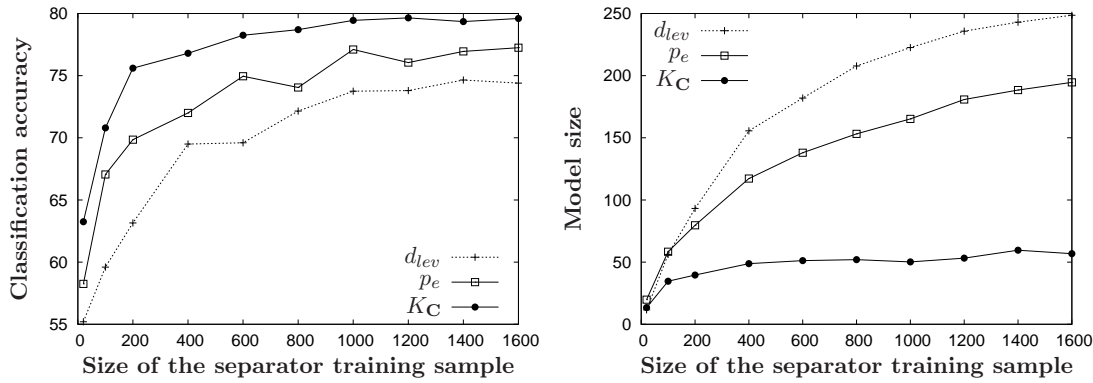 Classification accuracy
80
75
70
65
60
55
0 200 400 600 800 1000 1200 1400 1600
Size of the separator training sample
d_lev
p_e
K_C
Model size
250
200
150
100
50
0
0 200 400 600 800 1000 1200 1400 1600
Size of the separator training sample
d_lev
p_e
K_C